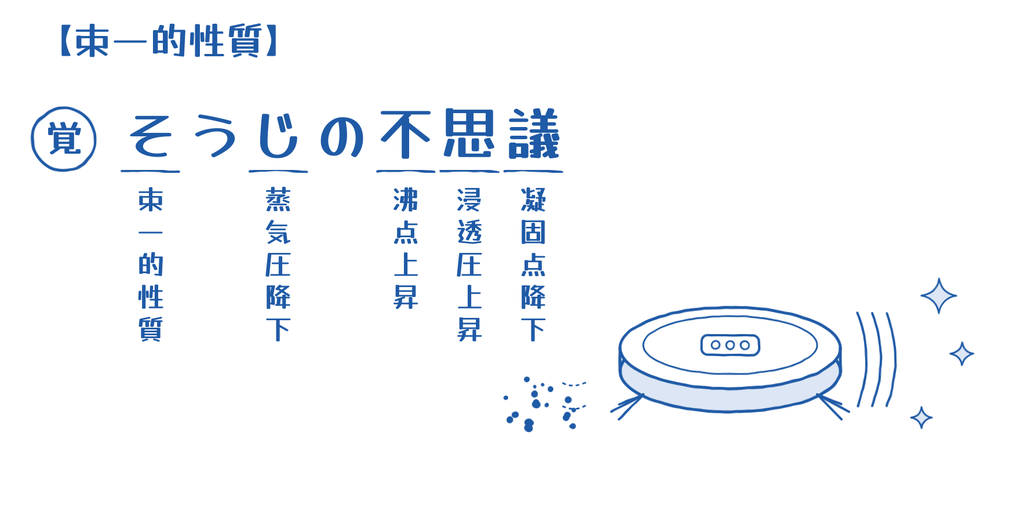 【束一的性質】
覚 そうじの不思議
束一的性質
蒸気圧降下
沸点上昇
浸透圧上昇
凝固点降下